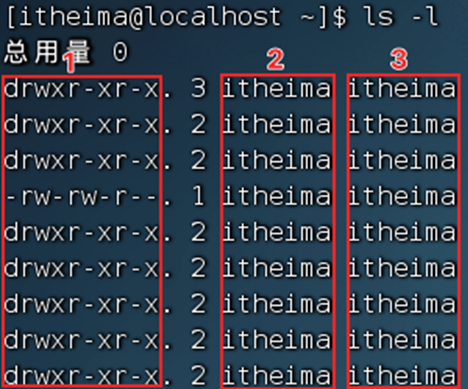 [itheima@localhost ~]$ ls -l
总用量 0
1 2 3
drwxr-xr-x. 3 itheima itheima
drwxr-xr-x. 2 itheima itheima
drwxr-xr-x. 2 itheima itheima
-rw-rw-r--. 1 itheima itheima
drwxr-xr-x. 2 itheima itheima
drwxr-xr-x. 2 itheima itheima
drwxr-xr-x. 2 itheima itheima
drwxr-xr-x. 2 itheima itheima
drwxr-xr-x. 2 itheima itheima